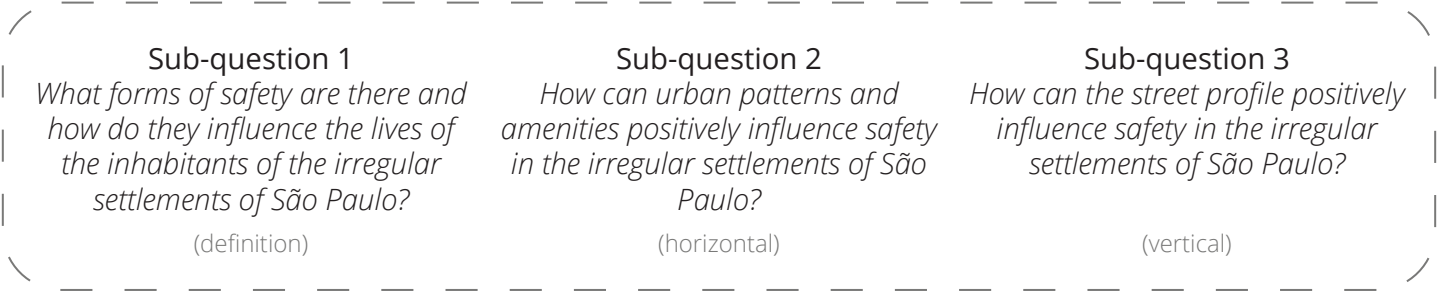 Sub-question 1
What forms of safety are there and
how do they influence the lives of
the inhabitants of the irregular
settlements of São Paulo?
(definition)
Sub-question 2
How can urban patterns and
amenities positively influence safety
in the irregular settlements of São
Paulo?
(horizontal)
Sub-question 3
How can the street profile positively
influence safety in the irregular
settlements of São Paulo?
(vertical)